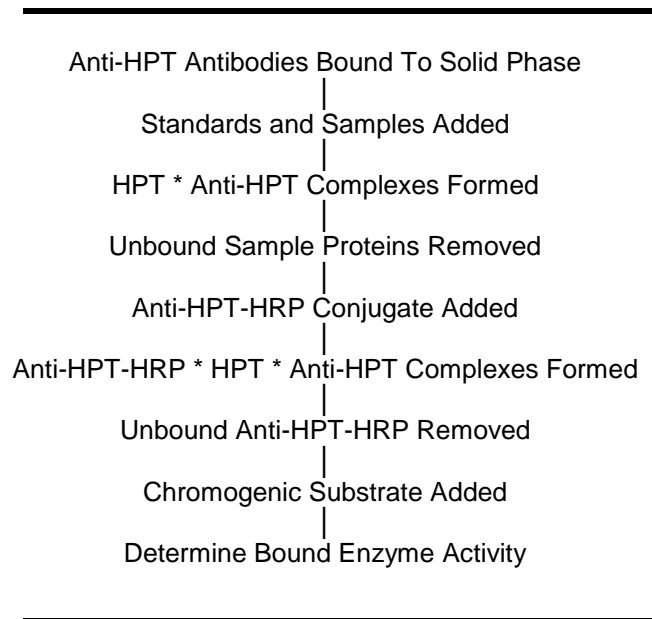 Anti-HPT Antibodies Bound To Solid Phase
Standards and Samples Added
HPT * Anti-HPT Complexes Formed
Unbound Sample Proteins Removed
Anti-HPT-HRP Conjugate Added
Anti-HPT-HRP * HPT * Anti-HPT Complexes Formed
Unbound Anti-HPT-HRP Removed
Chromogenic Substrate Added
Determine Bound Enzyme Activity